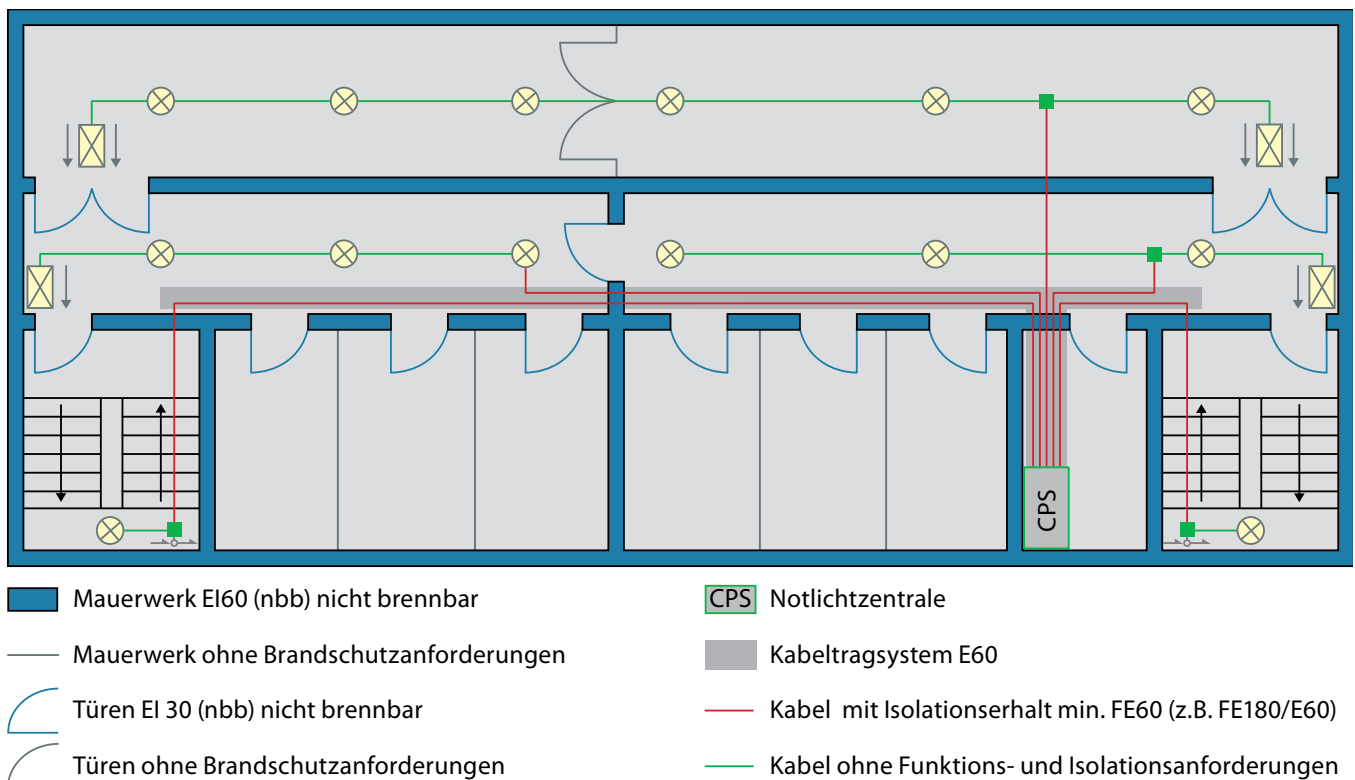 CPS
Mauerwerk EI60 (nbb) nicht brennbar
CPS Notlichtzentrale
Mauerwerk ohne Brandschutzanforderungen
Kabeltragsystem E60
Türen EI 30 (nbb) nicht brennbar
Kabel mit Isolationserhalt min. FE60 (z.B. FE180/E60)
Türen ohne Brandschutzanforderungen
Kabel ohne Funktions- und Isolationsanforderungen